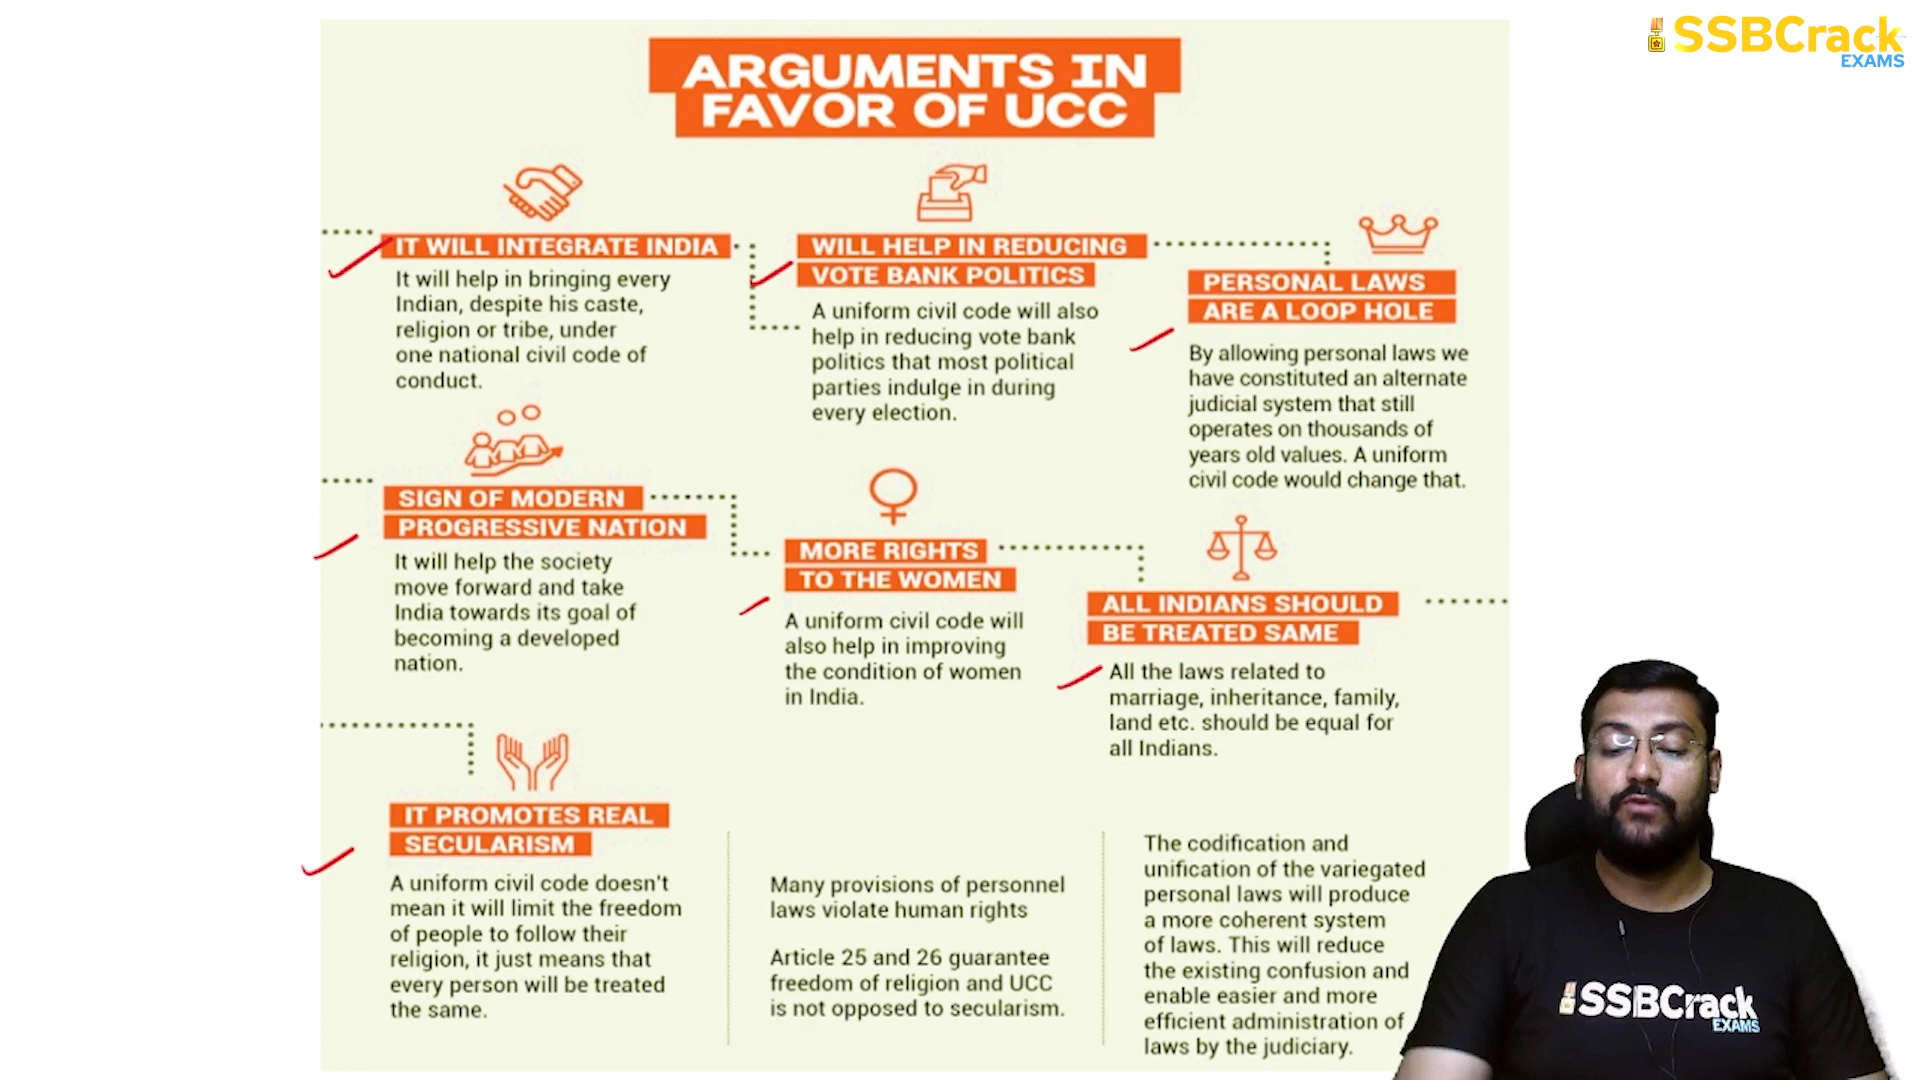 SSBCrack
EXAMS
ARGUMENTS IN
FAVOR OF UCC
IT WILL INTEGRATE INDIA
It will help in bringing every
Indian, despite his caste,
religion or tribe, under
one national civil code of
conduct.
WILL HELP IN REDUCING
VOTE BANK POLITICS
A uniform civil code will also
help in reducing vote bank
politics that most political
parties indulge in during
every election.
PERSONAL LAWS
ARE A LOOP HOLE
By allowing personal laws we
have constituted an alternate
judicial system that still
operates on thousands of
years old values. A uniform
civil code would change that.
SIGN OF MODERN
PROGRESSIVE NATION
It will help the society
move forward and take
India towards its goal of
becoming a developed
nation.
MORE RIGHTS
TO THE WOMEN
A uniform civil code will
also help in improving
the condition of women
in India.
ALL INDIANS SHOULD
BE TREATED SAME
All the laws related to
marriage, inheritance, family,
land etc. should be equal for
all Indians.
IT PROMOTES REAL
SECULARISM
A uniform civil code doesn't
mean it will limit the freedom
of people to follow their
religion, it just means that
every person will be treated
the same.
Many provisions of personnel
laws violate human rights
Article 25 and 26 guarantee
freedom of religion and UCC
is not opposed to secularism.
The codification and
unification of the variegated
personal laws will produce
a more coherent system
of laws. This will reduce
the existing confusion and
enable easier and more
efficient administration of
laws by the judiciary.
SSBCrack
EXAMS